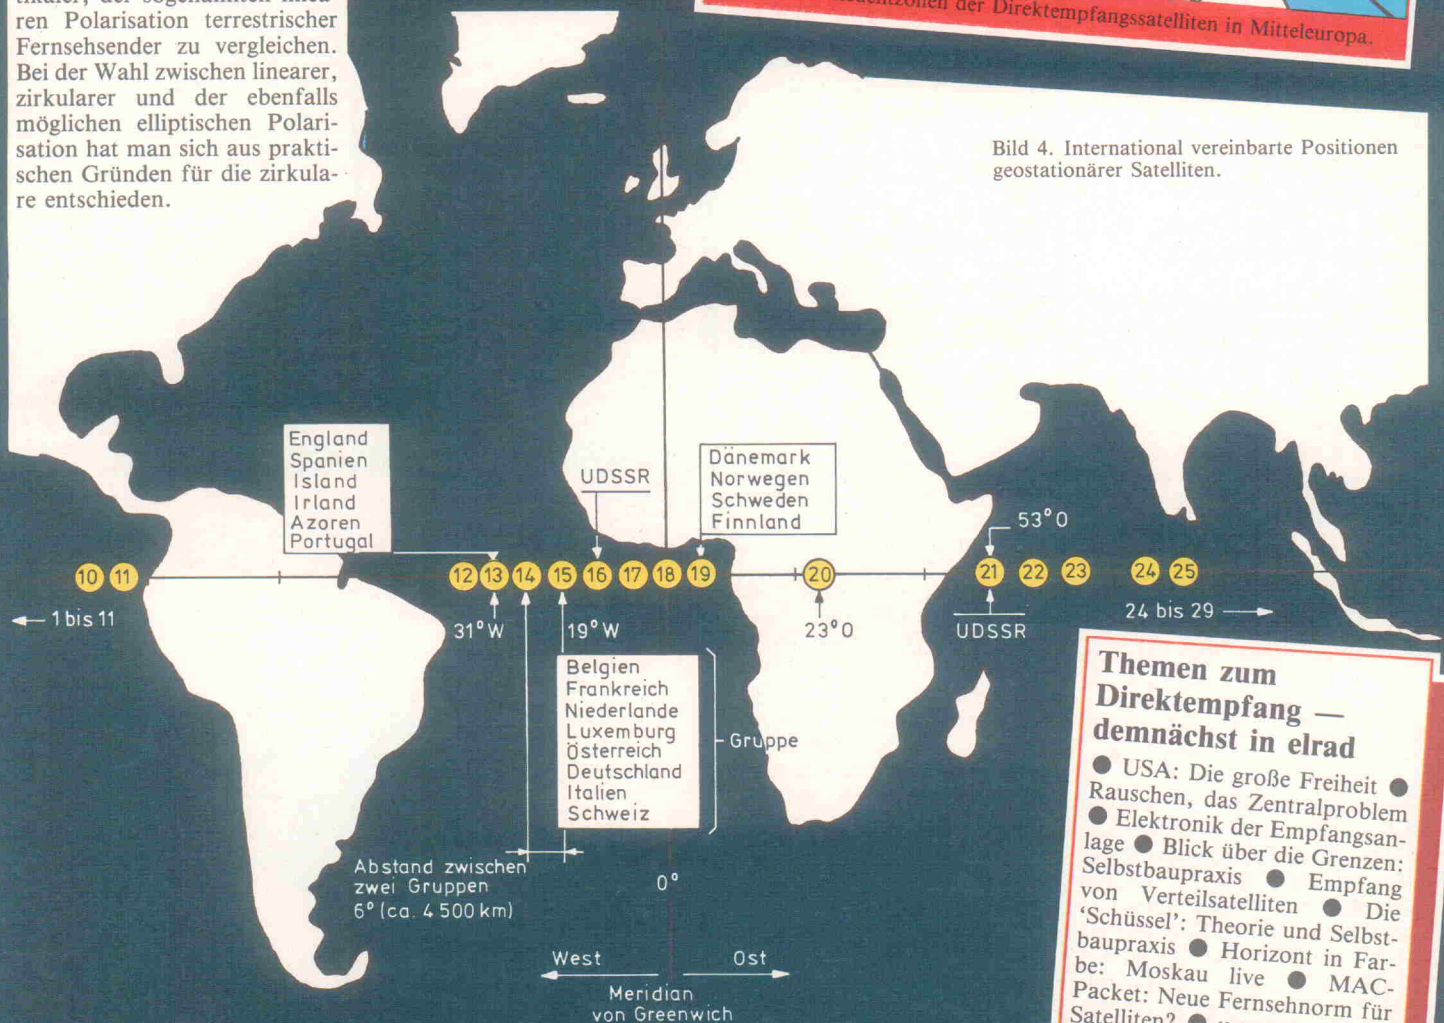 ren Polarisation terrestrischer
Fernsehsender zu vergleichen.
Bei der Wahl zwischen linearer,
zirkularer und der ebenfalls
möglichen elliptischen Polari-
sation hat man sich aus prakti-
schen Gründen für die zirkula-
re entschieden.
der Direktempfangssatelliten in Mitteleuropa.
Bild 4. International vereinbarte Positionen
geostationärer Satelliten.
England
Spanien
Island
Irland
Azoren
Portugal
UDSSR
Dänemark
Norwegen
Schweden
Finnland
53°O
10 11 12 13 14 15 16 17 18 19 20 21 22 23 24 25
← 1 bis 11
31°W
19°W
23°O
UDSSR
24 bis 29 →
Belgien
Frankreich
Niederlande
Luxemburg
Österreich
Deutschland
Italien
Schweiz
Gruppe
Abstand zwischen
zwei Gruppen
6° (ca. 4 500 km)
0°
West Ost
Meridian
von Greenwich
Themen zum
Direktempfang —
demnächst in elrad
● USA: Die große Freiheit ●
Rauschen, das Zentralproblem
● Elektronik der Empfangsan-
lage ● Blick über die Grenzen:
Selbstbaupraxis ● Empfang
von Verteilsatelliten ● Die
‘Schüssel’: Theorie und Selbst-
baupraxis ● Horizont in Far-
be: Moskau live ● MAC-
Packet: Neue Fernsehnorm für
Satelliten? ●